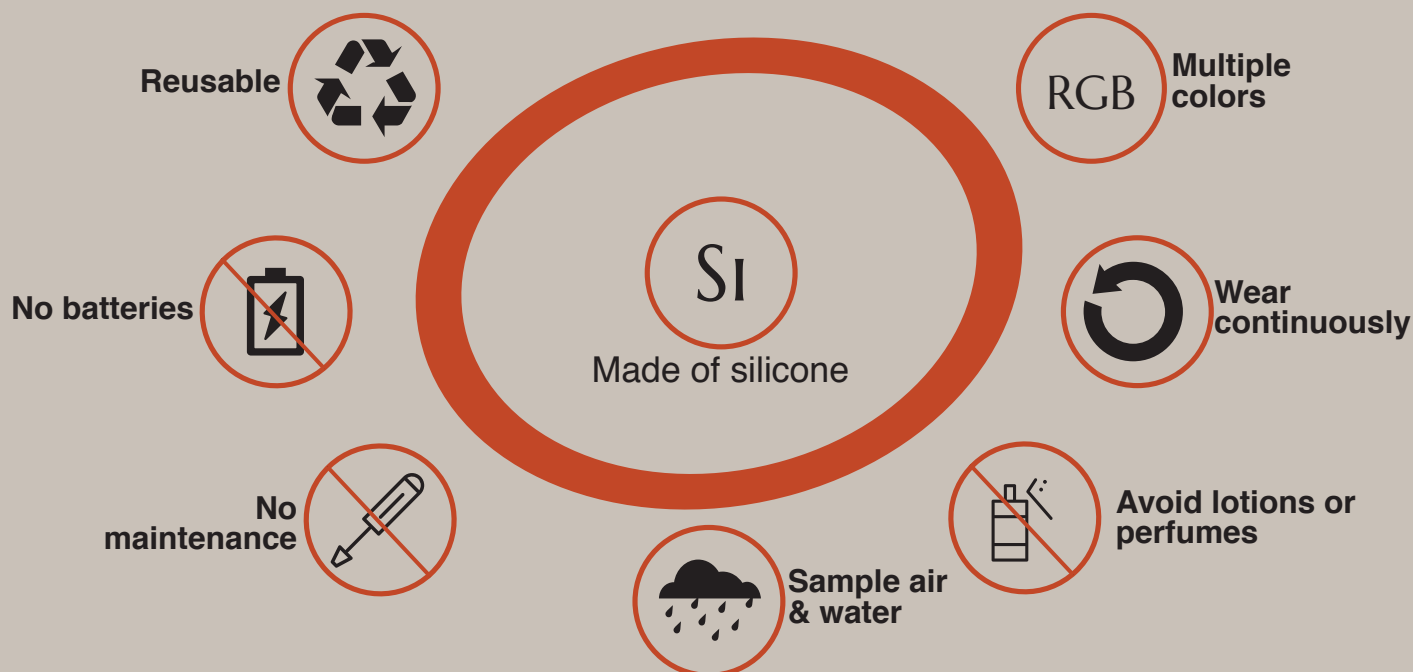 Reusable
RGB
Multiple
colors
No batteries
Si
Made of silicone
Wear
continuously
No
maintenance
Sample air
& water
Avoid lotions or
perfumes